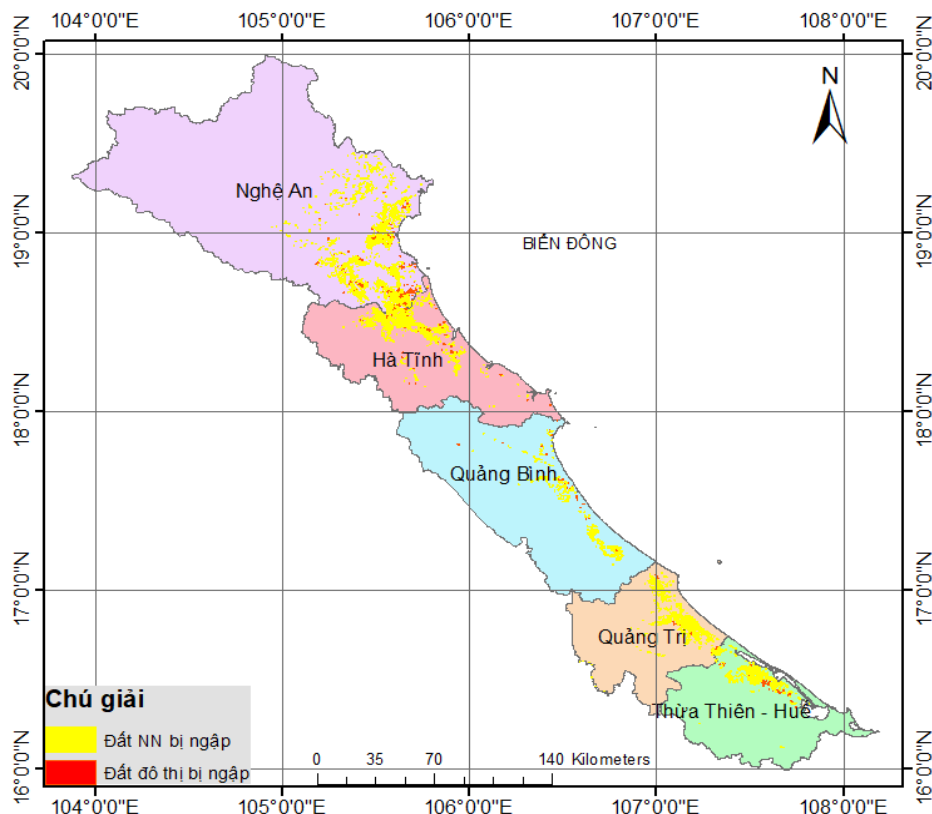 104°0'0"E 105°0'0"E 106°0'0"E 107°0'0"E 108°0'0"E
20°0'0"N 20°0'0"N
N
Nghệ An
19°0'0"N 19°0'0"N
BIỂN ĐÔNG
Hà Tĩnh
18°0'0"N 18°0'0"N
Quảng Bình
17°0'0"N 17°0'0"N
Quảng Trị
Thừa Thiên - Huế
Chú giải
Đất NN bị ngập
Đất đô thị bị ngập
0 35 70 140 Kilometers
16°0'0"N 16°0'0"N
104°0'0"E 105°0'0"E 106°0'0"E 107°0'0"E 108°0'0"E